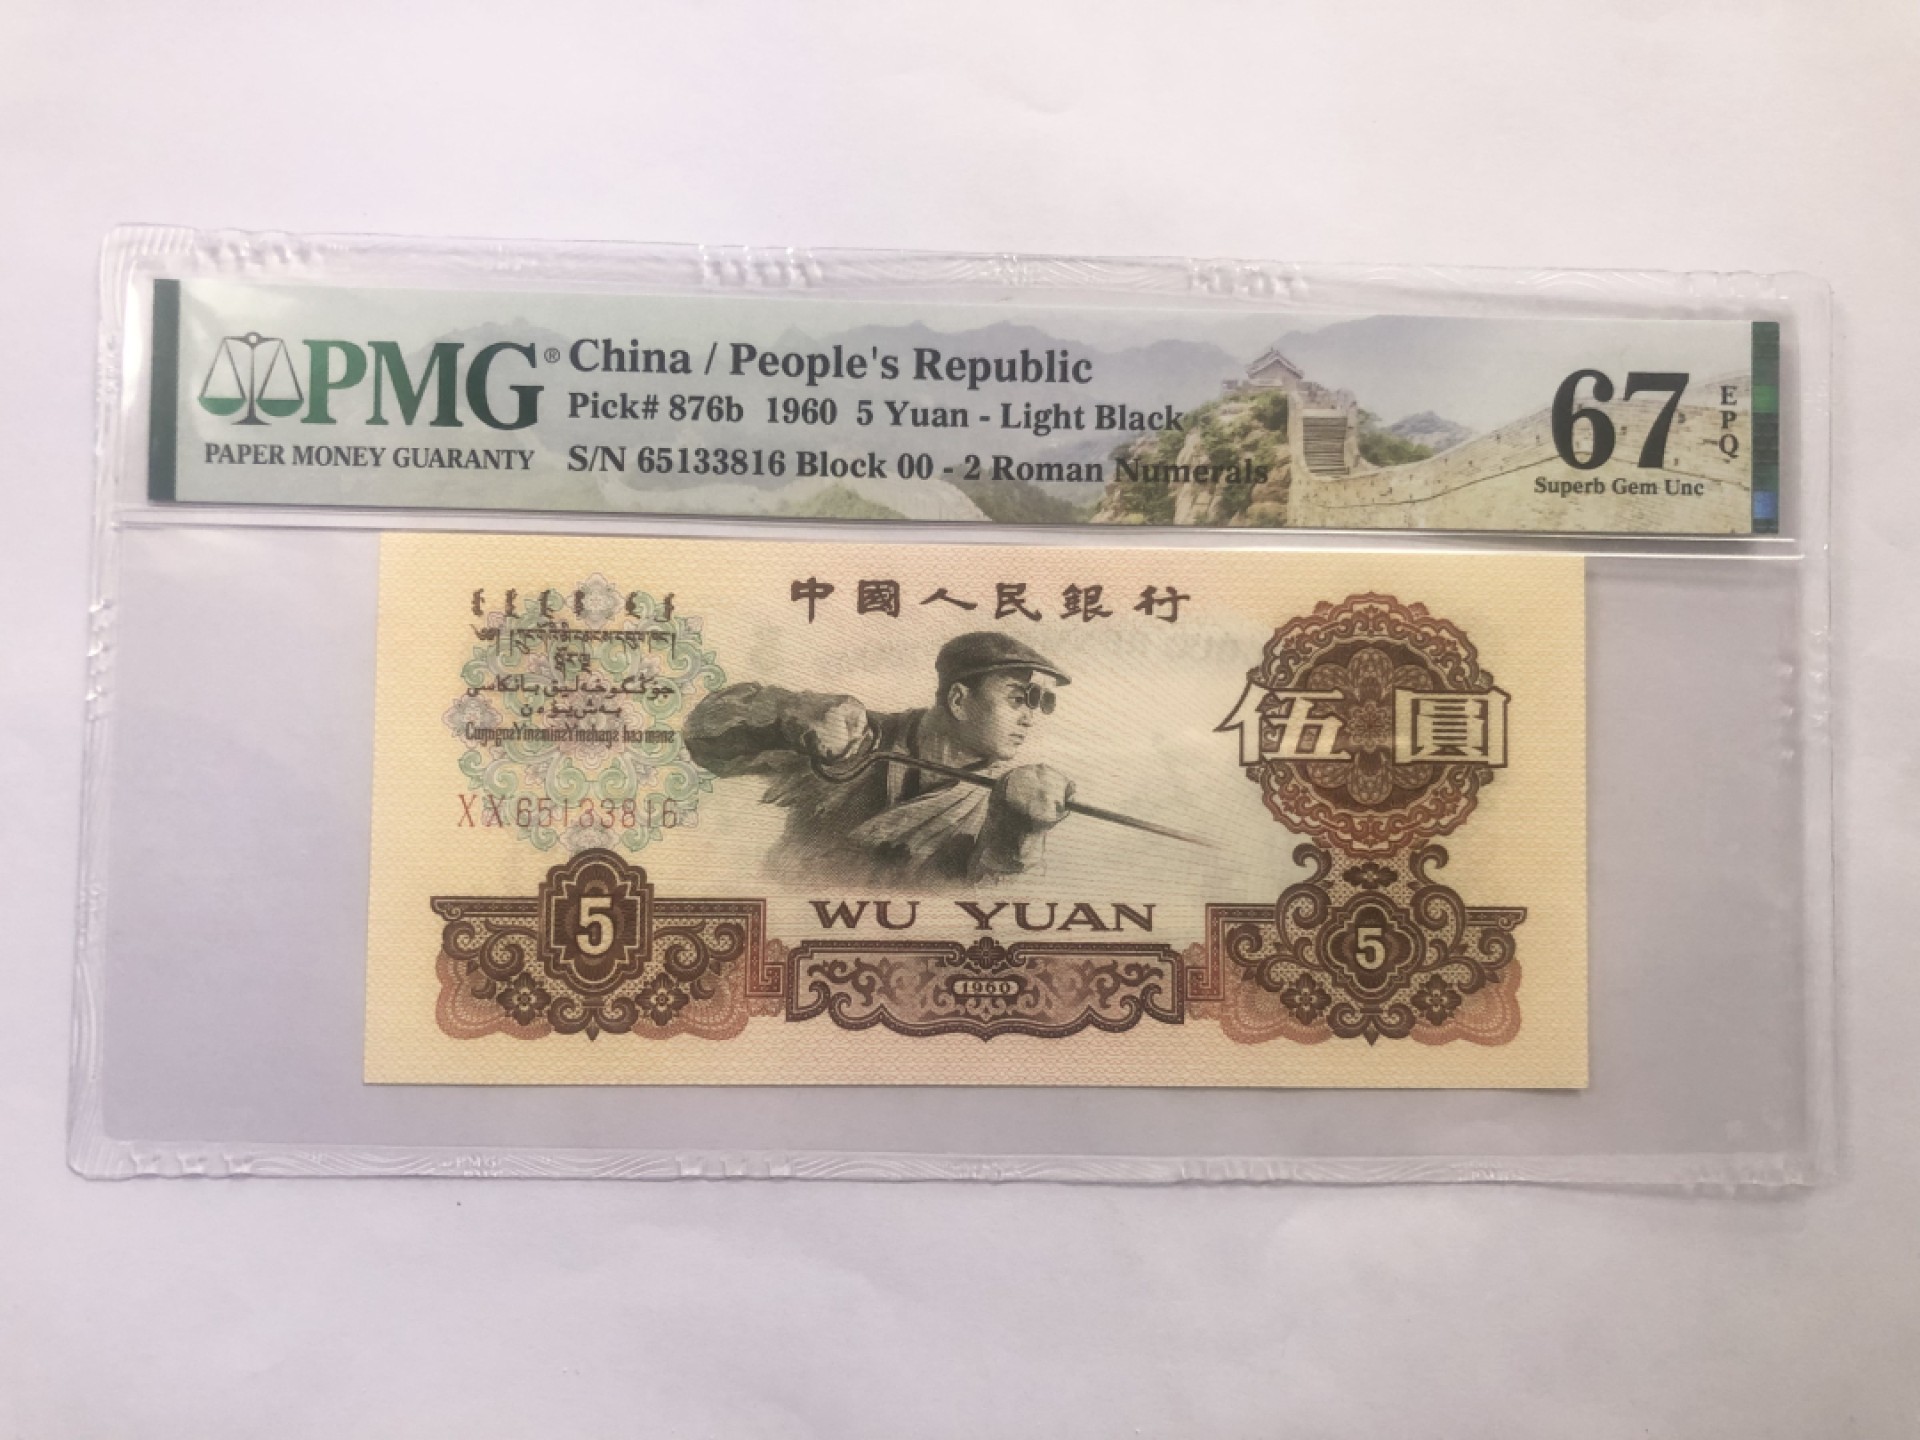 PMG®
PAPER MONEY GUARANTY
China / People's Republic
Pick# 876b 1960 5 Yuan - Light Black
S/N 65133816 Block 00 - 2 Roman Numerals
67
EPQ
Superb Gem Unc
中國人民銀行
XX65133816
伍圓
5
WU YUAN
1960
5
PMG